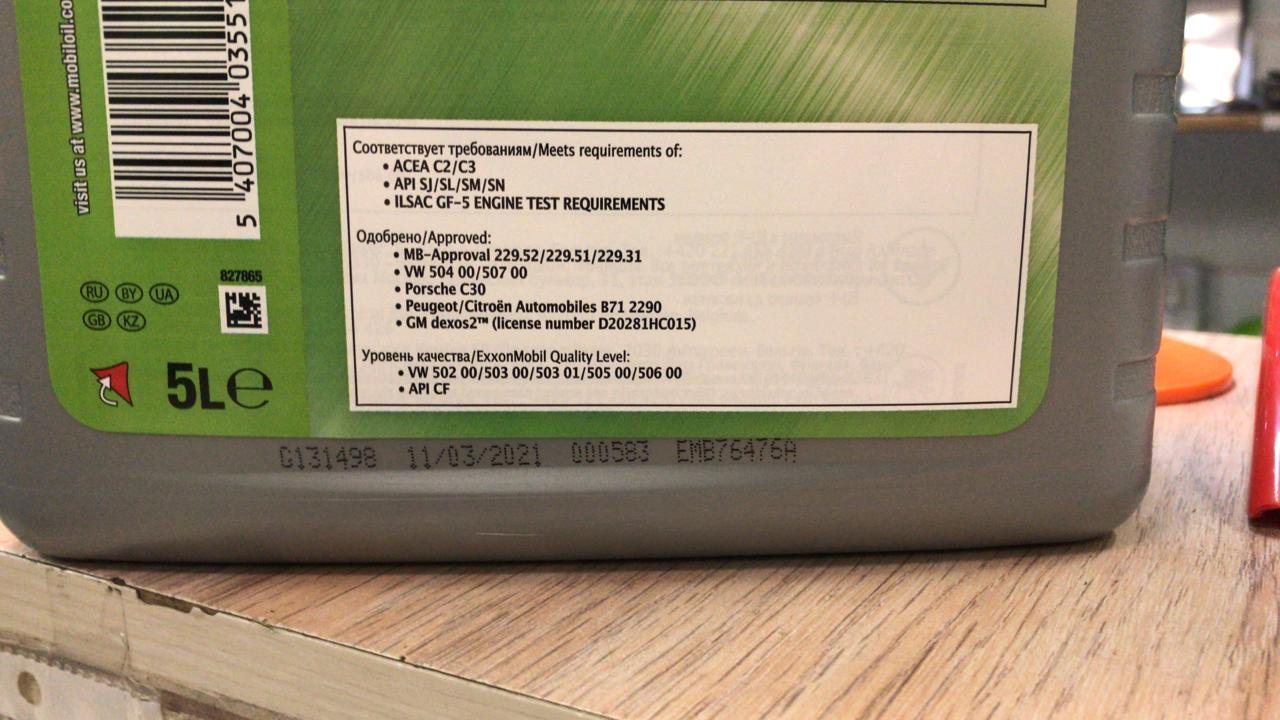 visit us at www.mobiloil.co
5 407004 03551
827865
RU BY UA
GB KZ
5L e
Соответствует требованиям/Meets requirements of:
• ACEA C2/C3
• API SJ/SL/SM/SN
• ILSAC GF-5 ENGINE TEST REQUIREMENTS
Одобрено/Approved:
• MB-Approval 229.52/229.51/229.31
• VW 504 00/507 00
• Porsche C30
• Peugeot/Citroën Automobiles B71 2290
• GM dexos2™ (license number D20281HC015)
Уровень качества/ExxonMobil Quality Level:
• VW 502 00/503 00/503 01/505 00/506 00
• API CF
G131498 11/03/2021 000583 EMB76476A